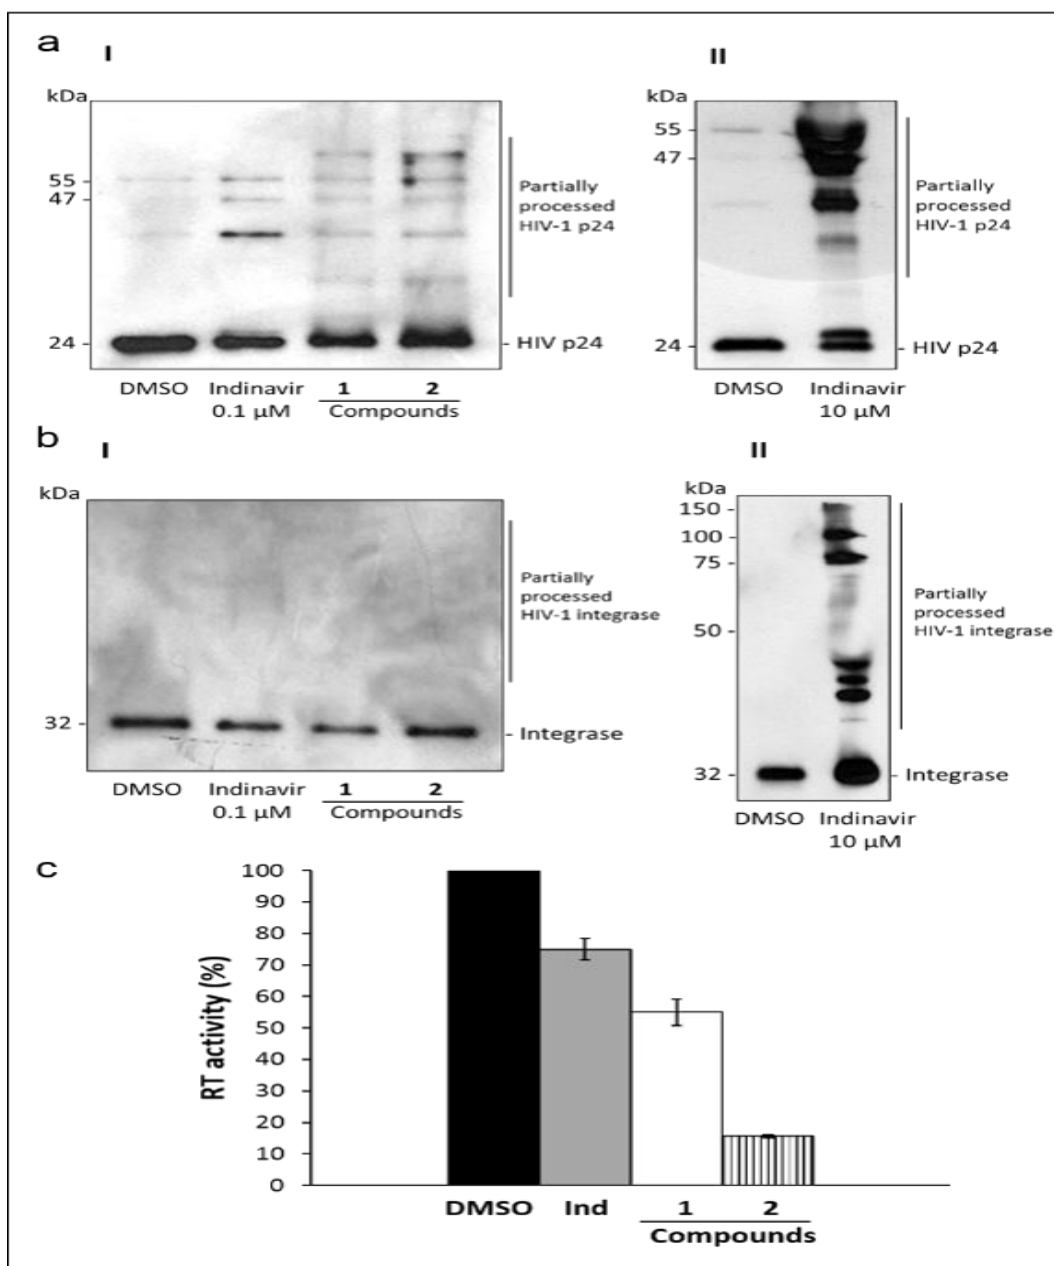 a
I
II
kDa
55 -
47 -
24 -
Partially
processed
HIV-1 p24
- HIV p24
DMSO
Indinavir
0.1 µM
1
2
Compounds
kDa
55 -
47 -
24 -
Partially
processed
HIV-1 p24
- HIV p24
DMSO
Indinavir
10 µM
b
I
II
kDa
32 -
Partially
processed
HIV-1 integrase
- Integrase
DMSO
Indinavir
0.1 µM
1
2
Compounds
kDa
150 -
100 -
75 -
50 -
32 -
Partially
processed
HIV-1 integrase
- Integrase
DMSO
Indinavir
10 µM
c
RT activity (%)
100
90
80
70
60
50
40
30
20
10
0
DMSO
Ind
1
2
Compounds